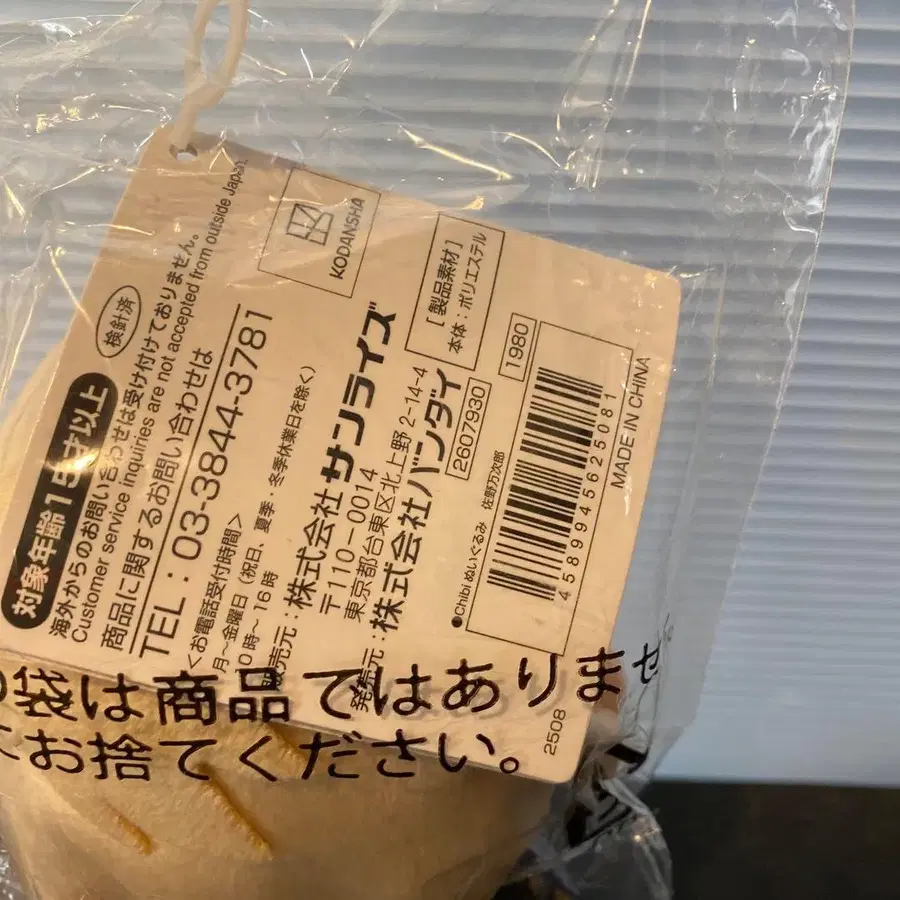 検針済
対象年齢15才以上
海外からのお問い合わせは受け付けておりません。
Customer service inquiries are not accepted from outside Japan.
商品に関するお問い合わせは
TEL：03-3844-3781
<お電話受付時間>
月～金曜日（祝日、夏季・冬季休業日を除く）
0時～16時
販売元：株式会社サンライズ
〒110-0014
東京都台東区北上野2-14-4
発売元：株式会社バンダイ
KODANSHA
［製品素材］
本体：ポリエステル
2607930
1980
●Chibiぬいぐるみ 佐野万次郎
4589945625081
MADE IN CHINA
2508
袋は商品ではありませ
お捨てください。